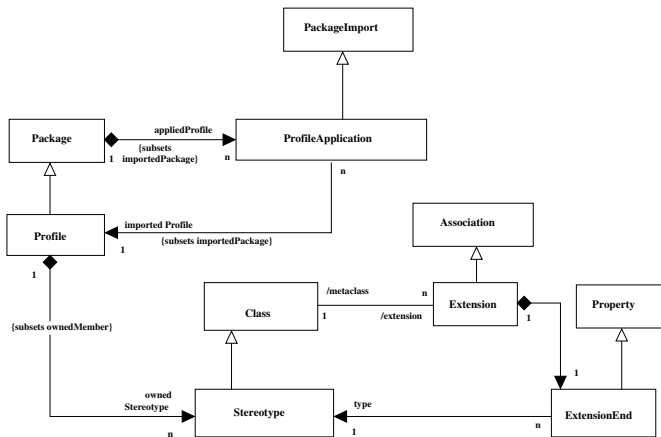 PackageImport
Package
appliedProfile
1
{subsets
importedPackage}
n
ProfileApplication
n
Profile
imported Profile
1
{subsets importedPackage}
1
Association
/metaclass
n
Class
1
/extension
Extension
1
Property
{subsets ownedMember}
1
owned
Stereotype
n
Stereotype
type
1
n
ExtensionEnd